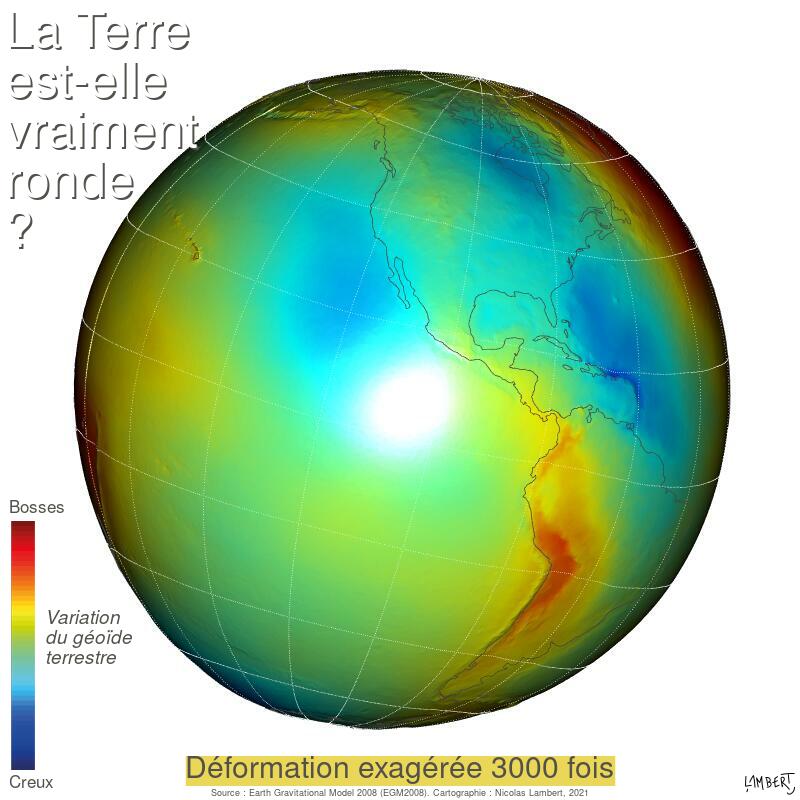 La Terre
est-elle
vraiment
ronde
?
Bosses
Variation
du géoïde
terrestre
Creux
Déformation exagérée 3000 fois
Source : Earth Gravitational Model 2008 (EGM2008). Cartographie : Nicolas Lambert, 2021
LAMBERT